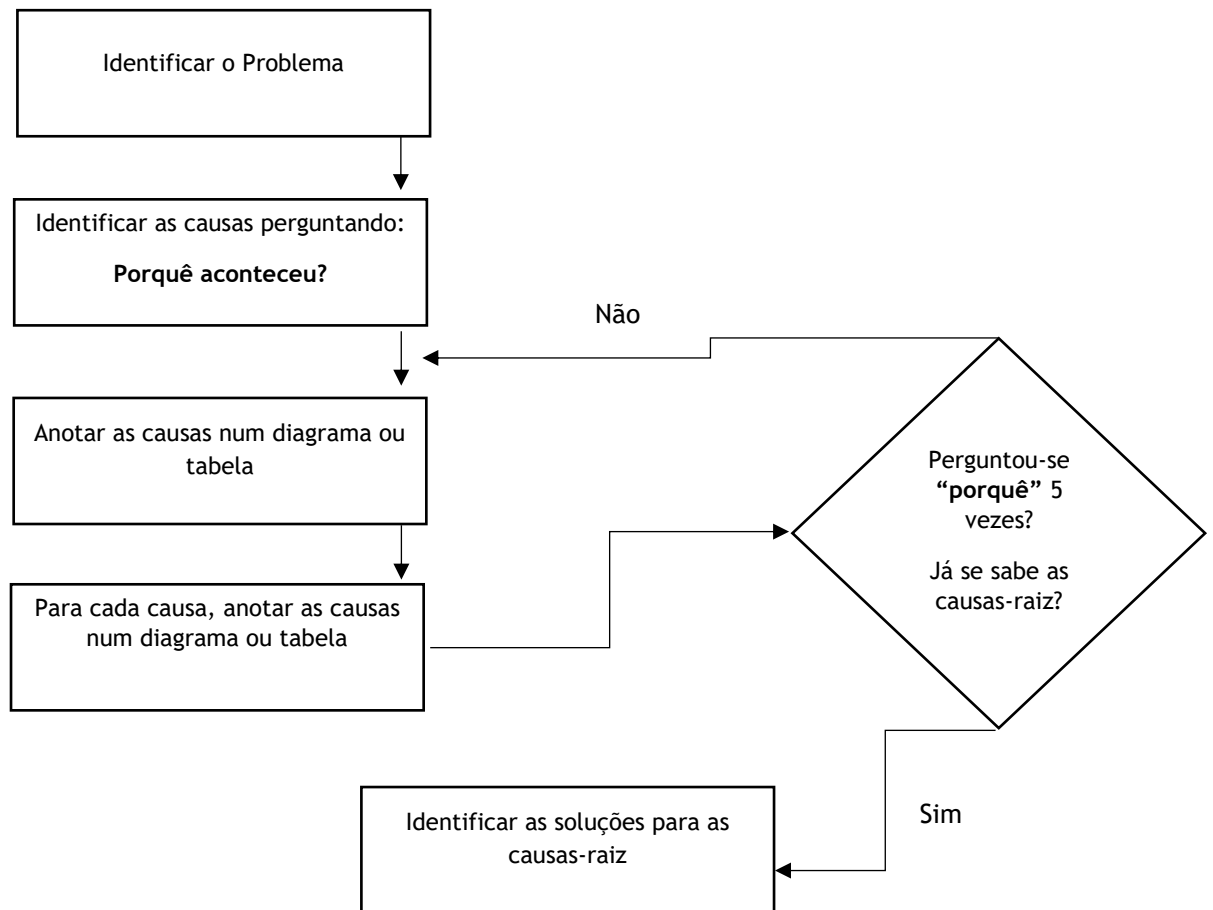 Identificar o Problema
Identificar as causas perguntando:
Porquê aconteceu?
Não
Anotar as causas num diagrama ou
tabela
Perguntou-se
“porquê” 5
vezes?
Já se sabe as
causas-raiz?
Para cada causa, anotar as causas
num diagrama ou tabela
Sim
Identificar as soluções para as
causas-raiz